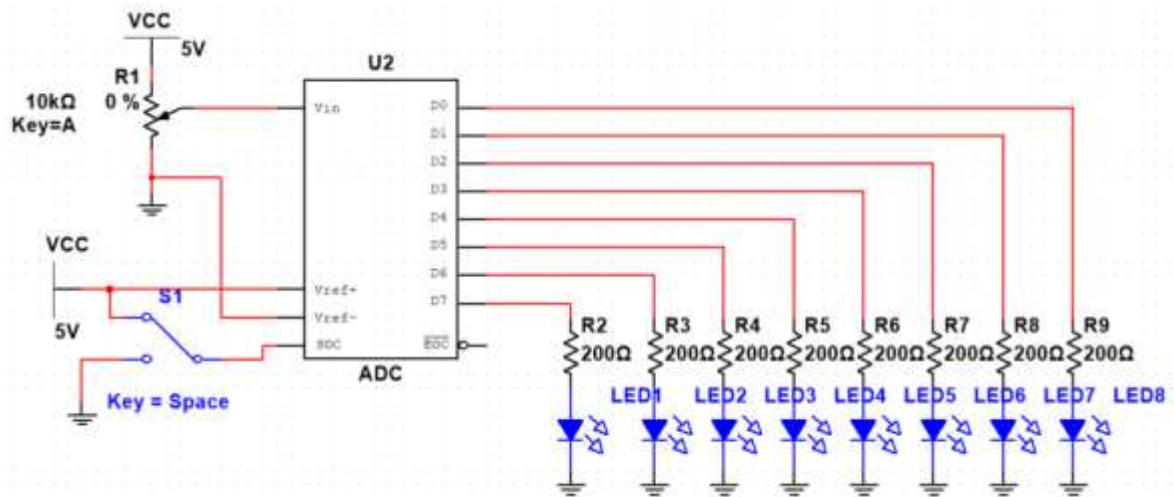 VCC
5V
R1
10kΩ
0 %
Key=A
U2
Vin
D0
D1
D2
D3
D4
D5
D6
D7
Vref+
Vref-
SOC
EOC
ADC
VCC
5V
S1
Key = Space
R2
R3
R4
R5
R6
R7
R8
R9
200Ω
200Ω
200Ω
200Ω
200Ω
200Ω
200Ω
200Ω
LED1
LED2
LED3
LED4
LED5
LED6
LED7
LED8